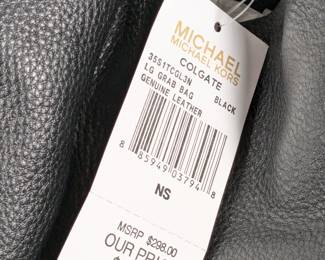 MICHAEL
MICHAEL KORS
COLGATE
35S1TCGL3N
LG GRAB BAG BLACK
GENUINE LEATHER
8 85949 03794 8
NS
MSRP $298.00
OUR